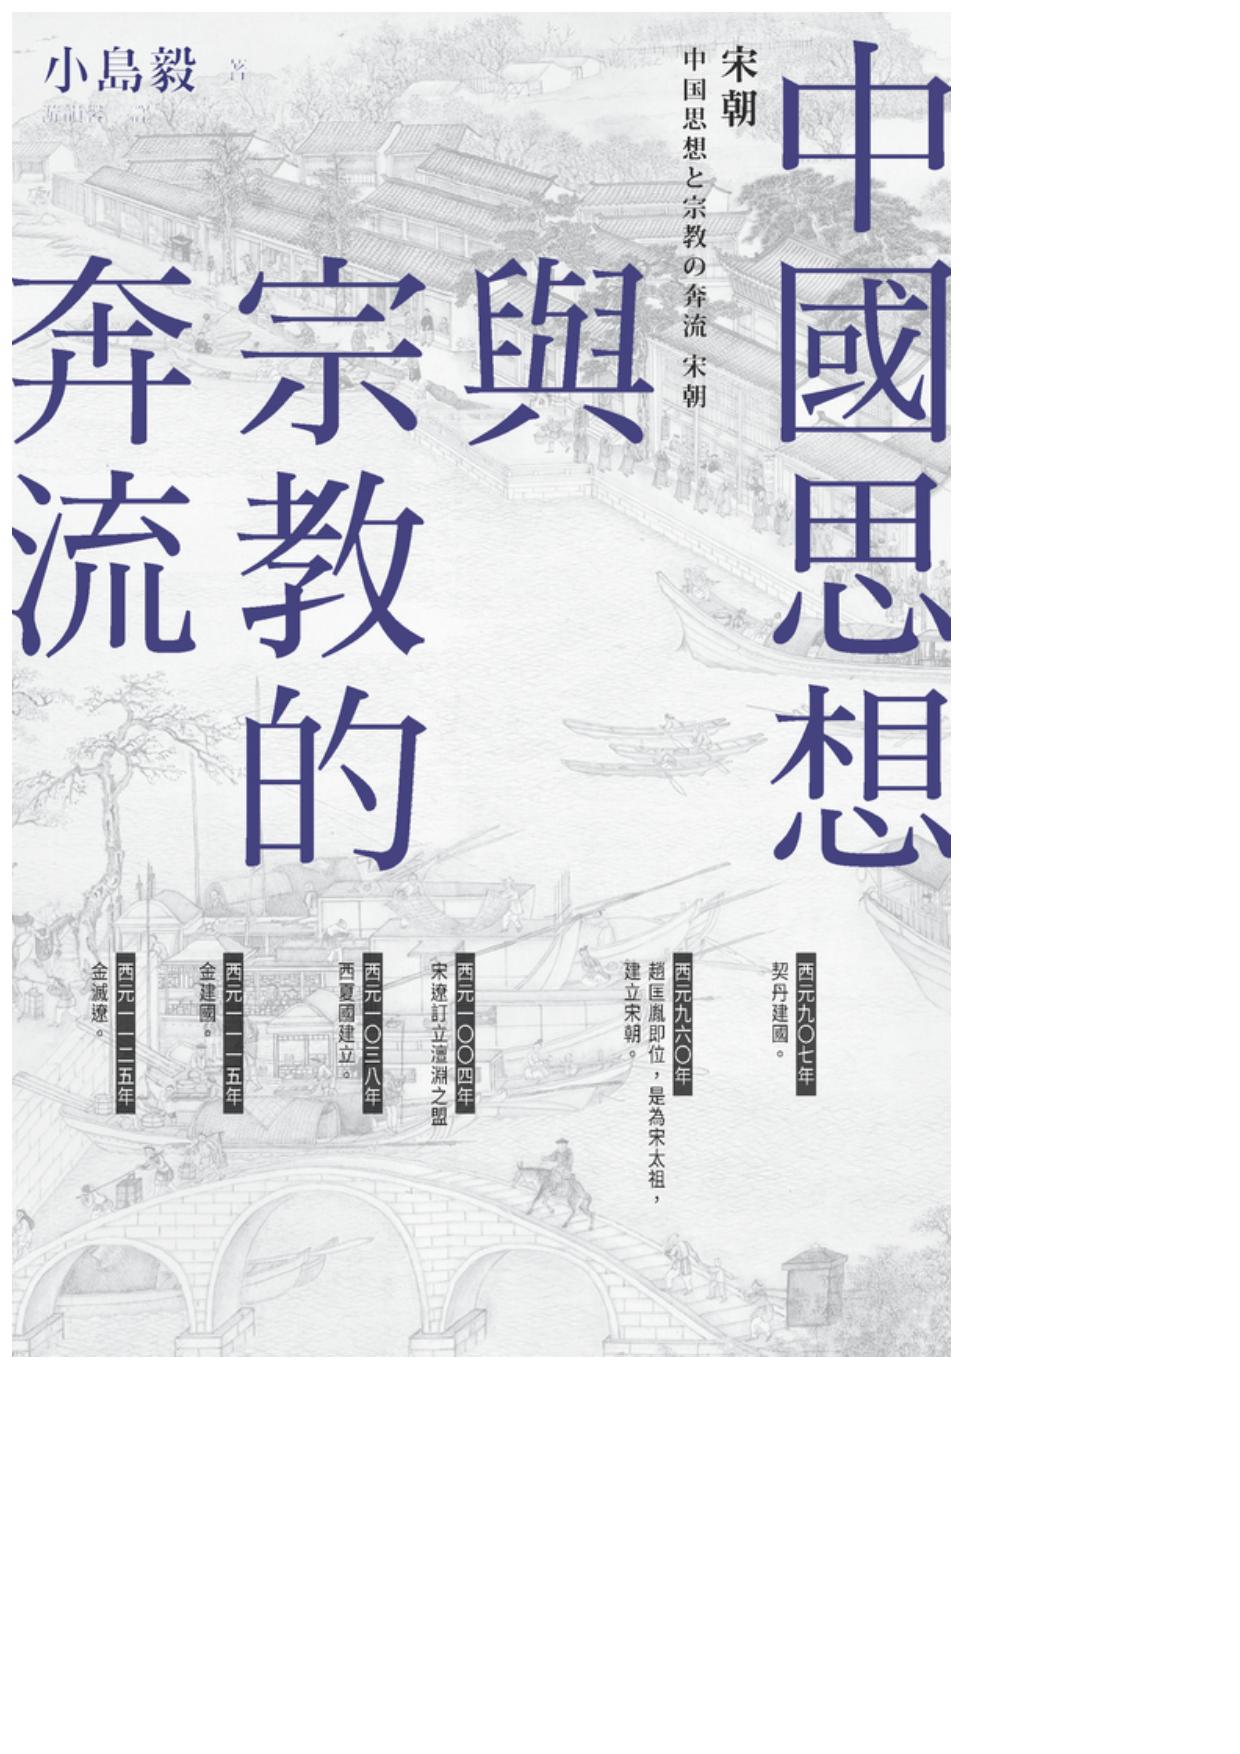 中國思想
與
宗教的
奔流
宋朝
中国思想と宗教の奔流 宋朝
小島毅 著
西元九〇七年
契丹建國。
西元九六〇年
趙匡胤即位，是為宋太祖，
建立宋朝。
西元一〇〇四年
宋遼訂立澶淵之盟
西元一〇三八年
西夏國建立。
西元一一一五年
金建國。
西元一一二五年
金滅遼。